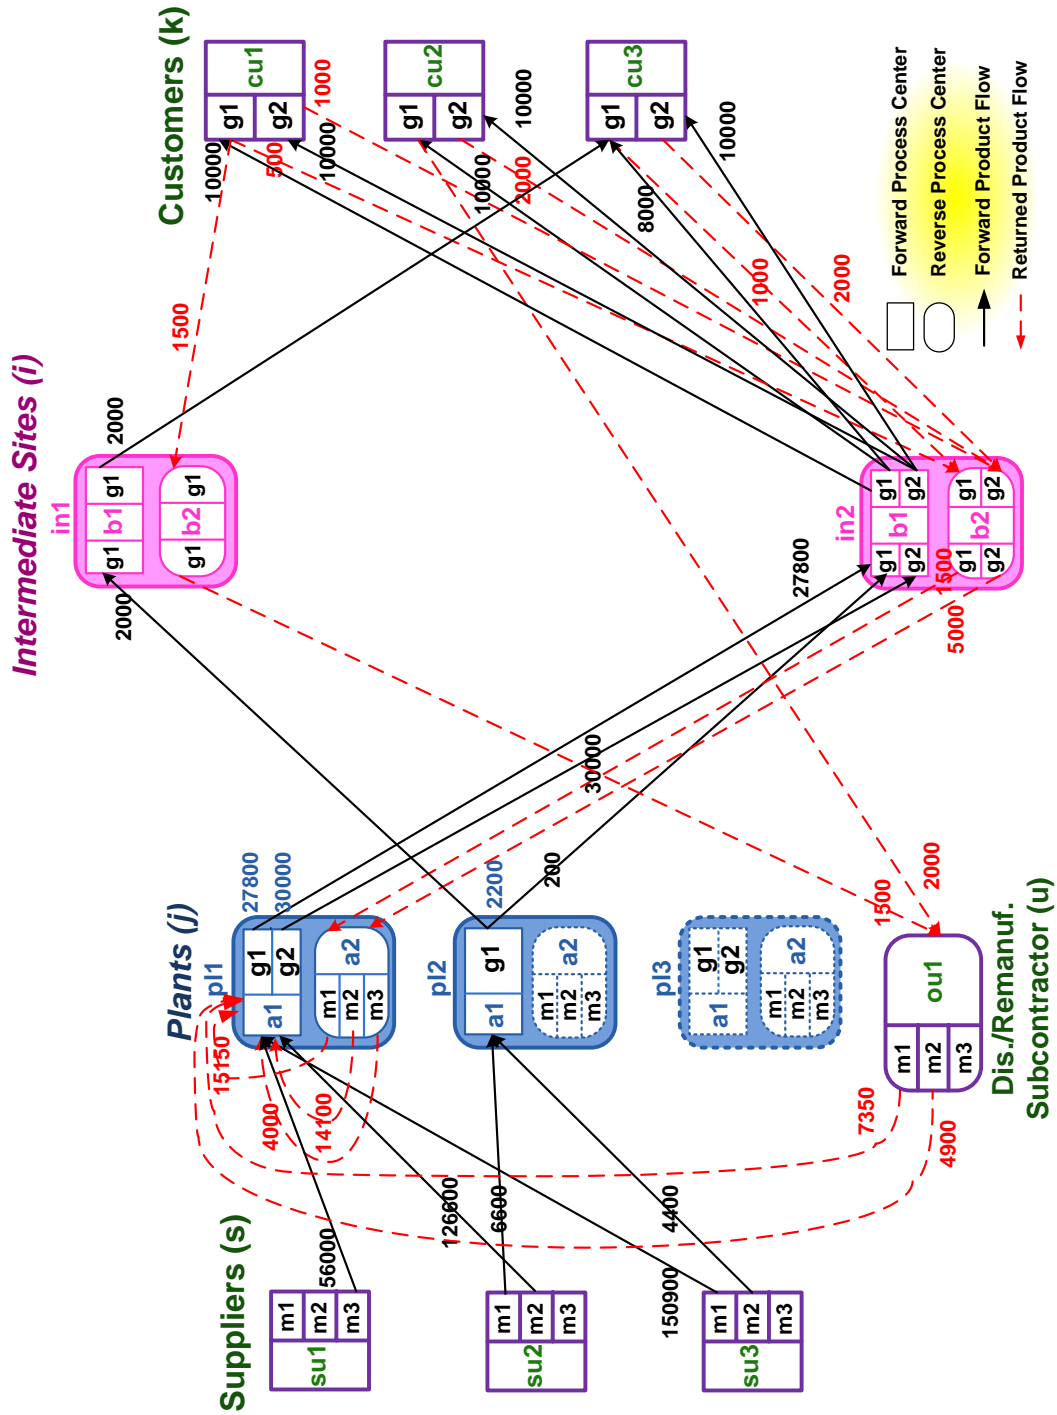 Suppliers (s)
su1
m1
m2
m3
su2
m1
m2
m3
su3
m1
m2
m3
56000
126600
6600
150900
4400
Plants (j)
pl1
a1
g1
g2
a2
m1
m2
m3
27800
30000
15150
4000
14100
pl2
a1
g1
a2
m1
m2
m3
2200
200
pl3
a1
g1
g2
a2
m1
m2
m3
ou1
m1
m2
m3
Dis./Remanuf.
Subcontractor (u)
7350
4900
1500
2000
Intermediate Sites (i)
in1
g1
b1
g1
g1
b2
g1
2000
2000
1500
in2
g1
g2
b1
g1
g2
g1
g2
b2
g1
g2
27800
30000
1500
5000
Customers (k)
cu1
g1
g2
cu2
g1
g2
cu3
g1
g2
10000
500
10000
1000
10000
2000
10000
8000
10000
1000
2000
Forward Process Center
Reverse Process Center
Forward Product Flow
Returned Product Flow